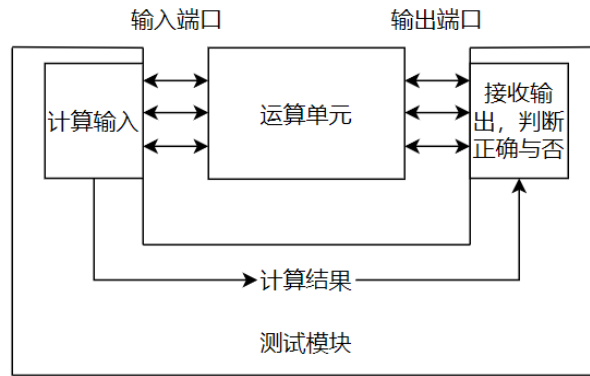 输入端口
输出端口
计算输入
运算单元
接收输
出，判断
正确与否
计算结果
测试模块